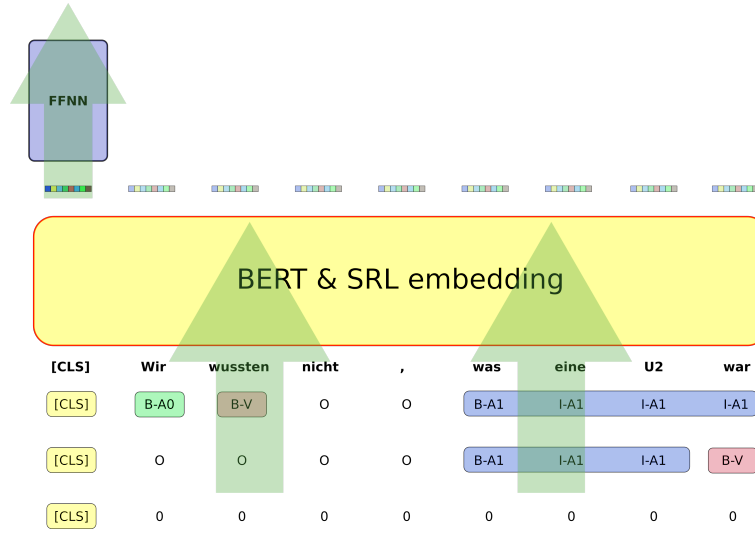 FFNN
BERT & SRL embedding
[CLS] Wir wussten nicht , was eine U2 war
[CLS] B-A0 B-V O O B-A1 I-A1 I-A1 I-A1
[CLS] O O O O B-A1 I-A1 I-A1 B-V
[CLS] 0 0 0 0 0 0 0 0